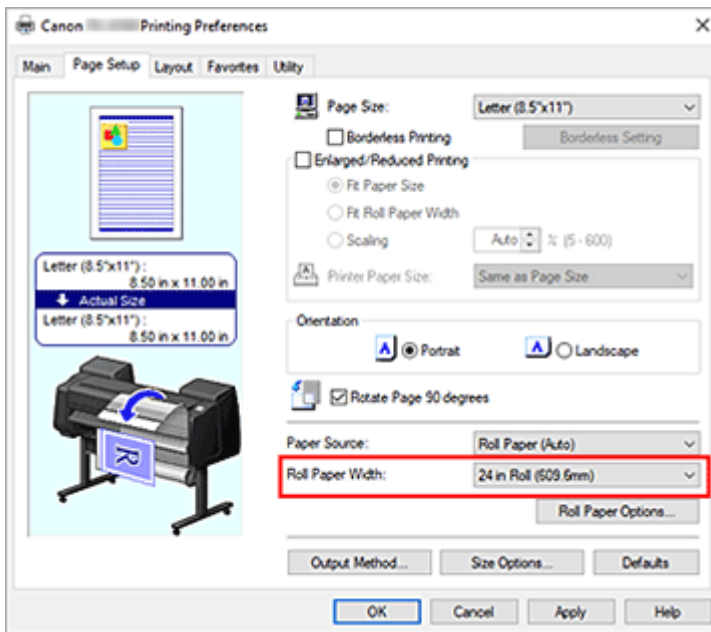 Canon Printing Preferences
Main Page Setup Layout Favorites Utility
Page Size: Letter (8.5"x11")
Borderless Printing Borderless Setting
Enlarged/Reduced Printing
Fit Paper Size
Fit Roll Paper Width
Scaling Auto % (5 - 600)
Printer Paper Size: Same as Page Size
Letter (8.5"x11") :
8.50 in x 11.00 in
Actual Size
Letter (8.5"x11") :
8.50 in x 11.00 in
Orientation
A Portrait A Landscape
Rotate Page 90 degrees
Paper Source: Roll Paper (Auto)
Roll Paper Width: 24 in Roll (609.6mm)
Roll Paper Options...
Output Method... Size Options... Defaults
OK Cancel Apply Help
R